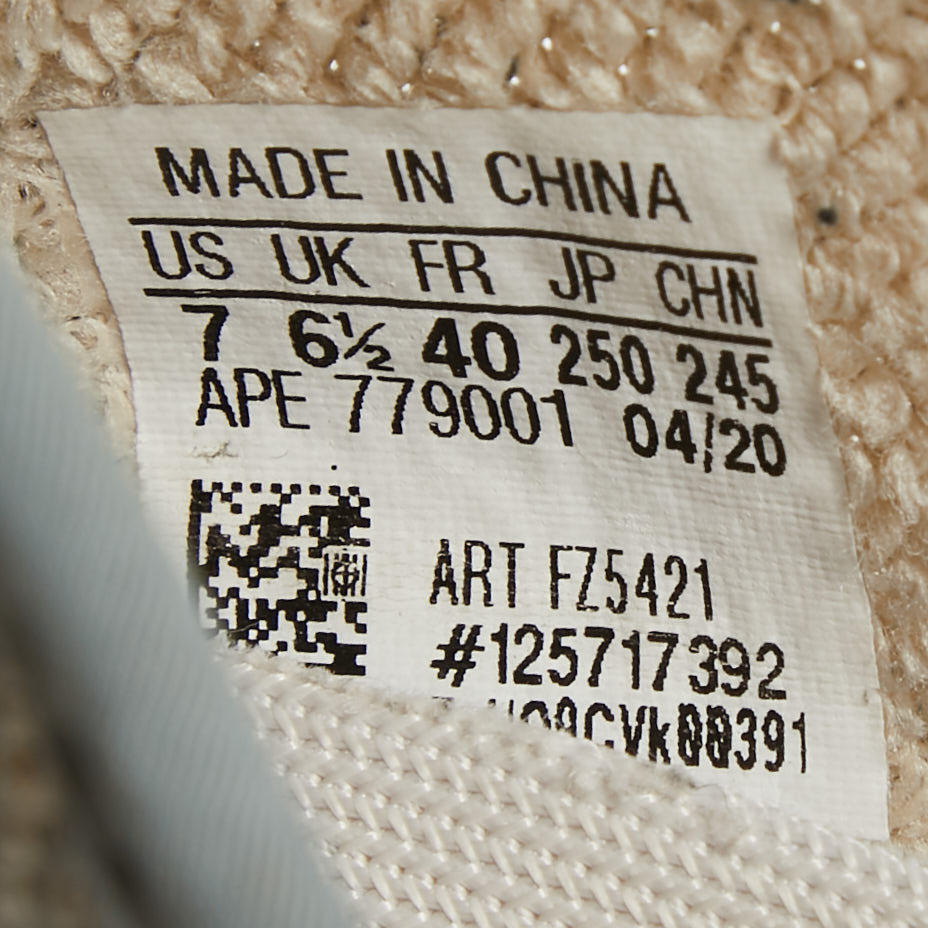 MADE IN CHINA
US UK FR JP CHN
7 6½ 40 250 245
APE 779001 04/20
ART FZ5421
#125717392